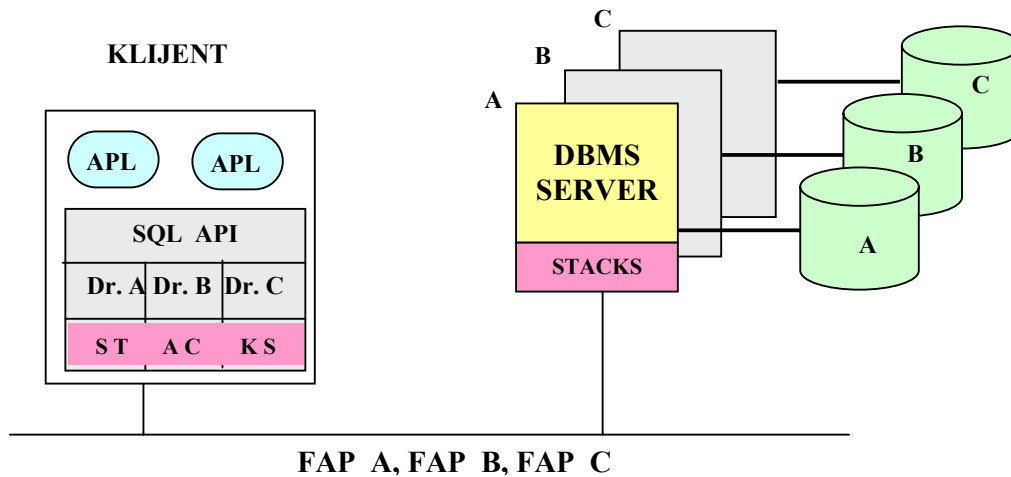 KLIJENT
APL
APL
SQL API
Dr. A Dr. B Dr. C
S T A C K S
C
B
A
DBMS
SERVER
STACKS
C
B
A
FAP A, FAP B, FAP C